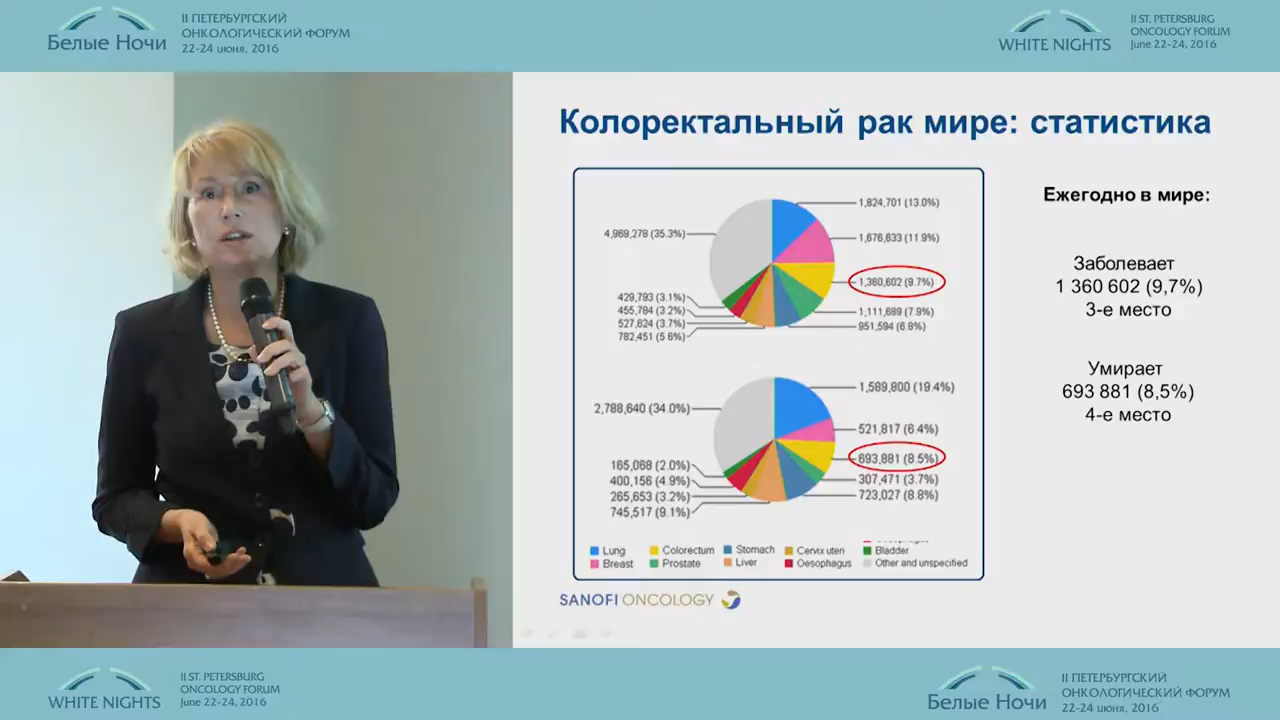 Белые Ночи
II ПЕТЕРБУРГСКИЙ
ОНКОЛОГИЧЕСКИЙ ФОРУМ
22-24 июня, 2016
WHITE NIGHTS
II ST. PETERSBURG
ONCOLOGY FORUM
June 22-24, 2016
Колоректальный рак мире: статистика
1,824,701 (13.0%)
4,969,278 (35.3%)
1,676,633 (11.9%)
1,360,602 (9.7%)
429,793 (3.1%)
455,784 (3.2%)
1,111,689 (7.9%)
527,624 (3.7%)
951,594 (6.8%)
782,451 (5.6%)
1,589,800 (19.4%)
2,788,640 (34.0%)
521,817 (6.4%)
693,881 (8.5%)
165,068 (2.0%)
400,156 (4.9%)
307,471 (3.7%)
265,653 (3.2%)
723,027 (8.8%)
745,517 (9.1%)
Lung
Colorectum
Stomach
Cervix uteri
Bladder
Breast
Prostate
Liver
Oesophagus
Other and unspecified
Ежегодно в мире:
Заболевает
1 360 602 (9,7%)
3-е место
Умирает
693 881 (8,5%)
4-е место
SANOFI ONCOLOGY
WHITE NIGHTS
II ST. PETERSBURG
ONCOLOGY FORUM
June 22-24, 2016
Белые Ночи
II ПЕТЕРБУРГСКИЙ
ОНКОЛОГИЧЕСКИЙ ФОРУМ
22-24 июня, 2016